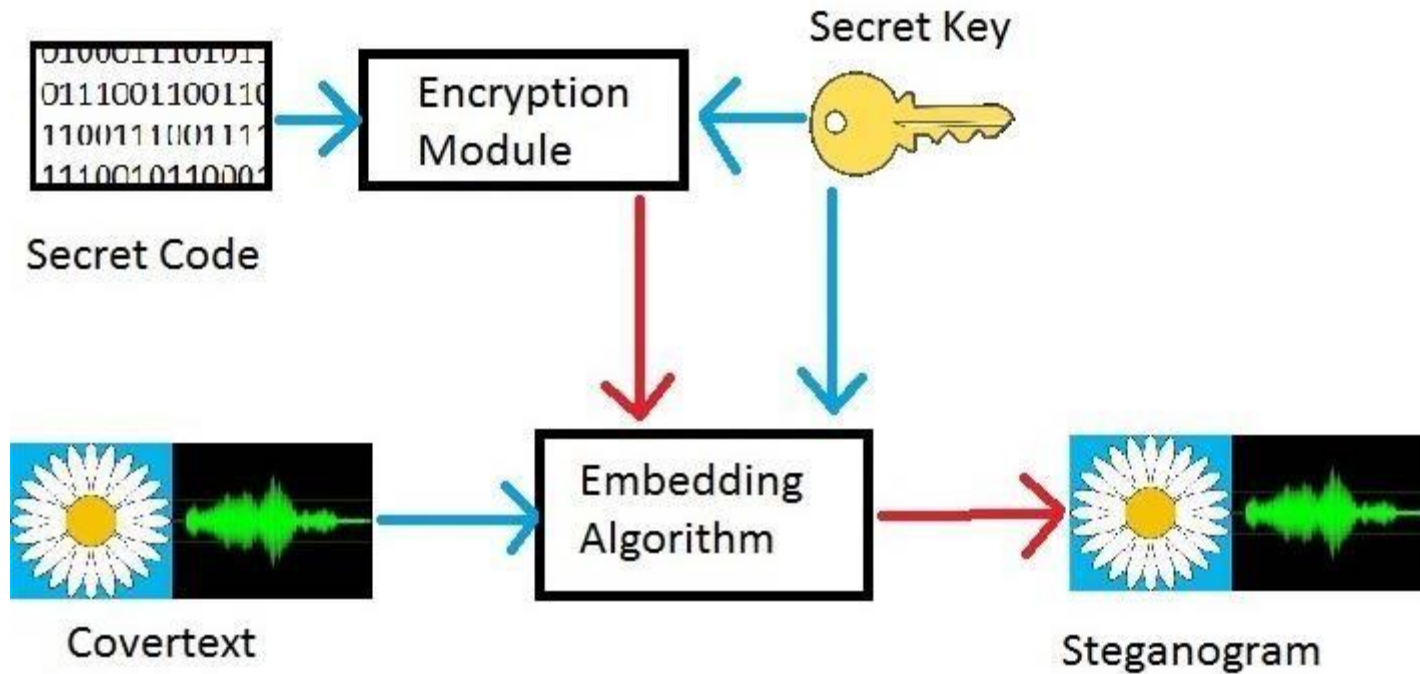 Secret Key
0111001100110
Encryption
Module
Secret Code
Embedding
Algorithm
Covertext
Steganogram